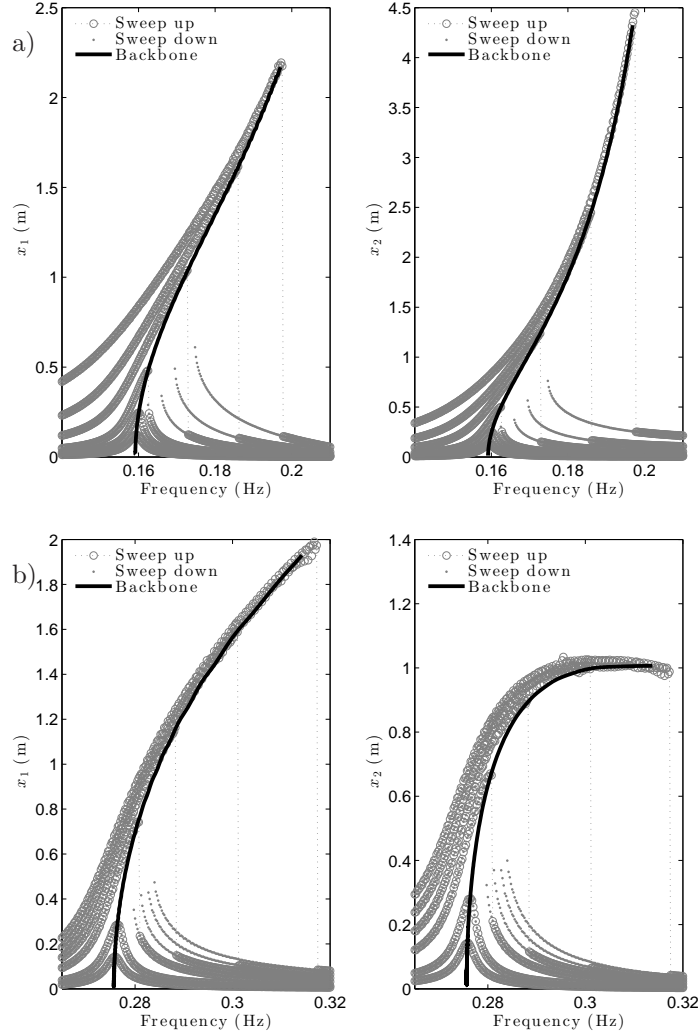 a)
Sweep up
Sweep down
Backbone
2.5
2
1.5
1
0.5
0
x1 (m)
0.16
0.18
0.2
Frequency (Hz)
4.5
4
3.5
3
2.5
2
1.5
1
0.5
0
x2 (m)
Sweep up
Sweep down
Backbone
0.16
0.18
0.2
Frequency (Hz)
b)
2
1.8
1.6
1.4
1.2
1
0.8
0.6
0.4
0.2
0
x1 (m)
Sweep up
Sweep down
Backbone
0.28
0.3
0.32
Frequency (Hz)
1.4
1.2
1
0.8
0.6
0.4
0.2
0
x2 (m)
Sweep up
Sweep down
Backbone
0.28
0.3
0.32
Frequency (Hz)